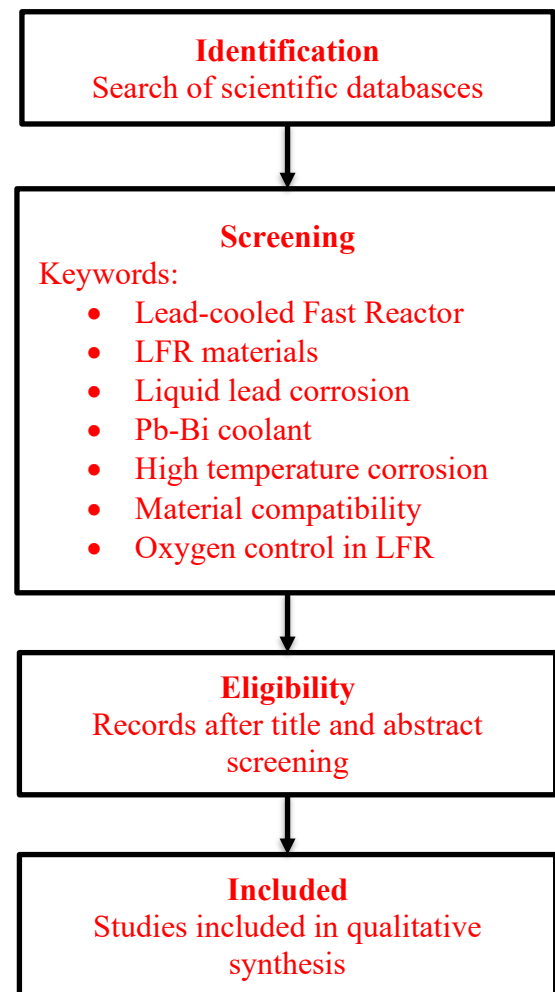 Identification
Search of scientific databasces
Screening
Keywords:
• Lead-cooled Fast Reactor
• LFR materials
• Liquid lead corrosion
• Pb-Bi coolant
• High temperature corrosion
• Material compatibility
• Oxygen control in LFR
Eligibility
Records after title and abstract
screening
Included
Studies included in qualitative
synthesis